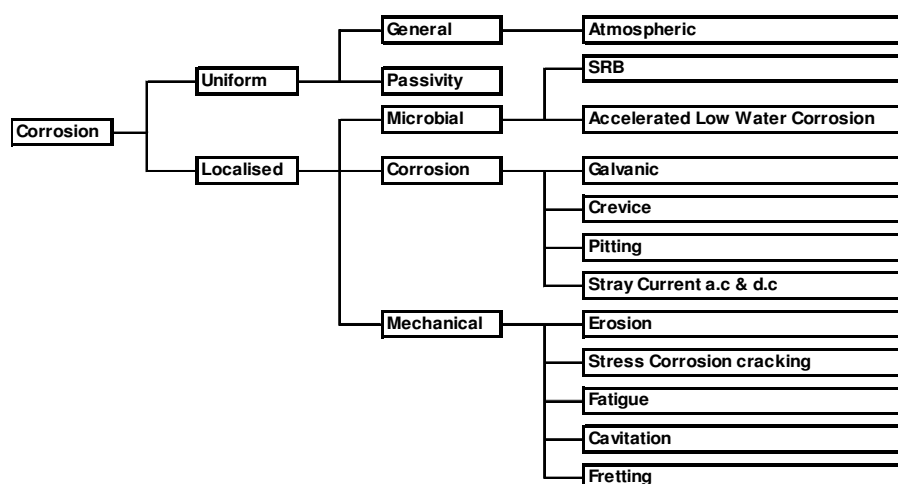 General
Atmospheric
SRB
Uniform
Passivity
Microbial
Accelerated Low Water Corrosion
Corrosion
Localised
Corrosion
Galvanic
Crevice
Pitting
Stray Current a.c & d.c
Mechanical
Erosion
Stress Corrosion cracking
Fatigue
Cavitation
Fretting